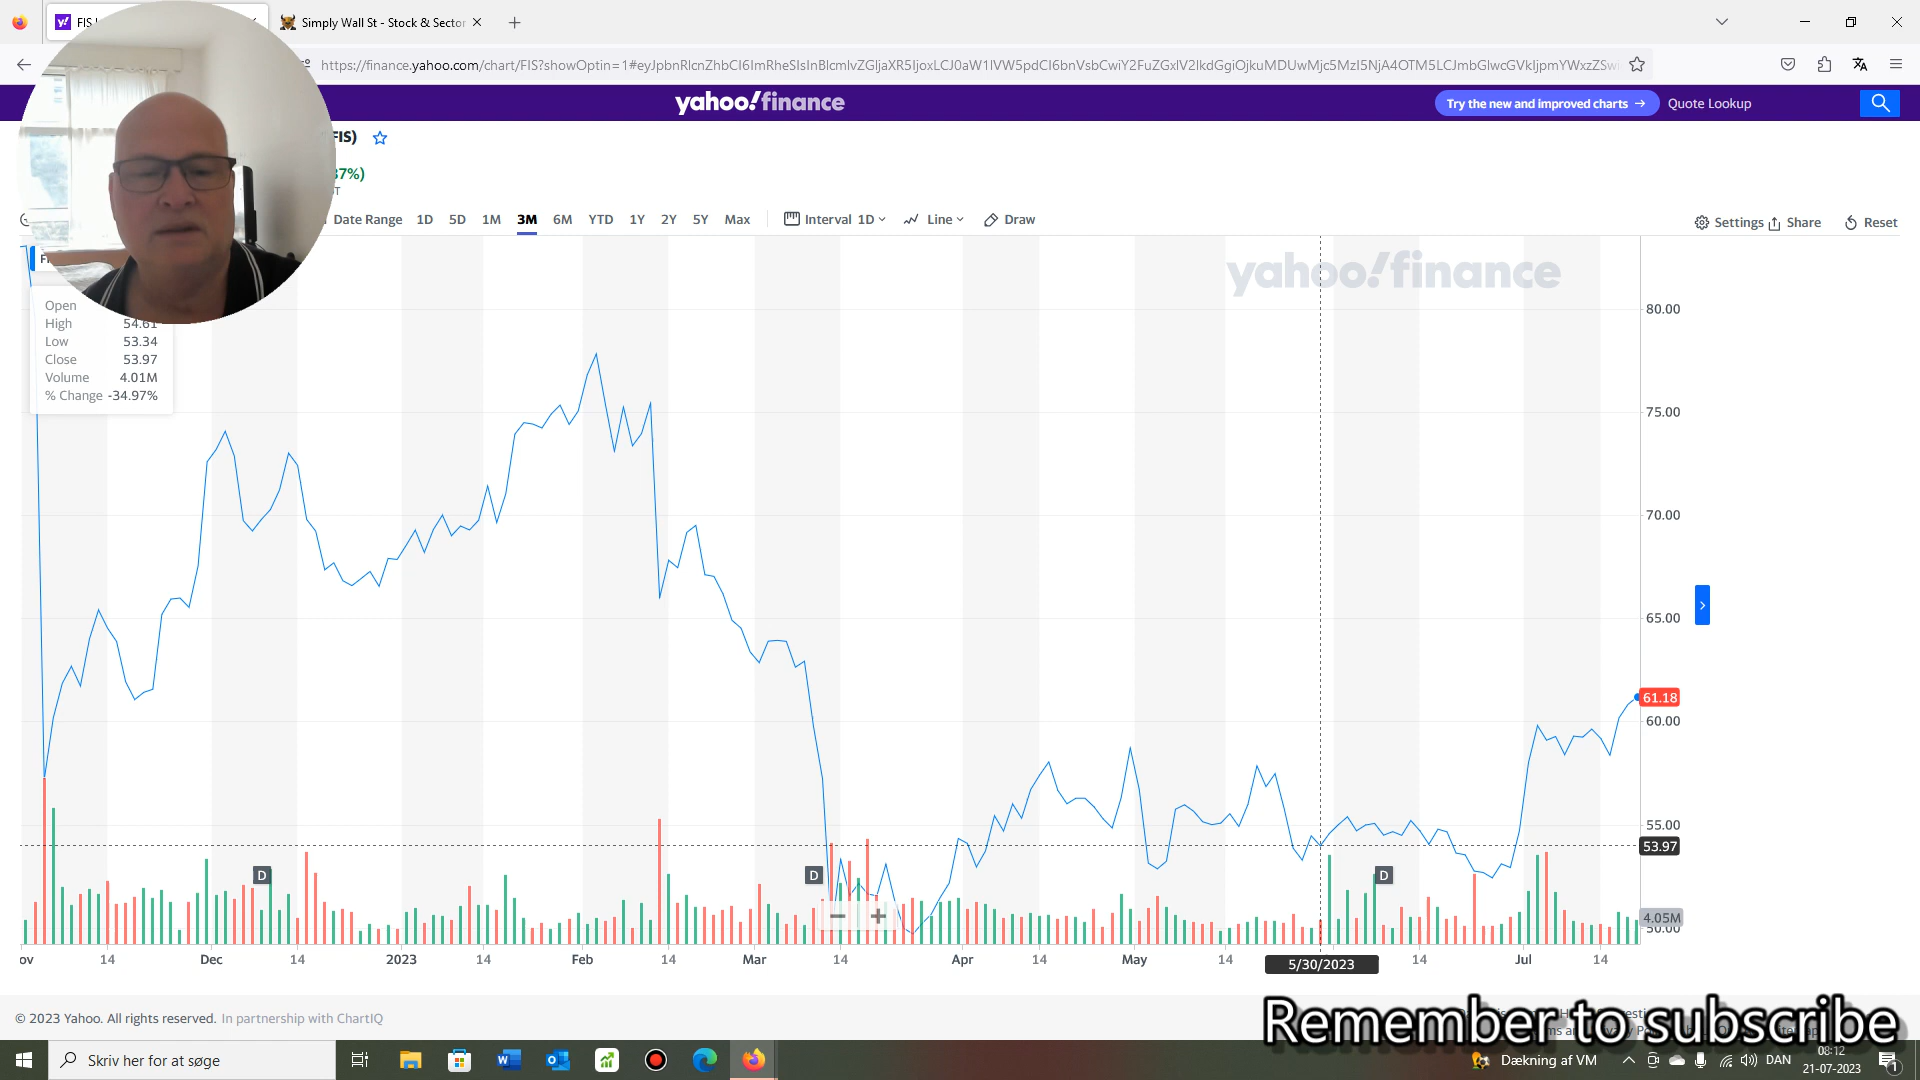 Simply Wall St - Stock & Sector
https://finance.yahoo.com/chart/FIS?showOptin=1#eyJpbnRlcnZhbCI6ImRheSIsInBlcmlvZGljaXR5IjoxLCJ0aW1lVW5pdCI6bnVsbCwiY2FuZGxlV2lkdGgiOjkuMDUwMjc5MzI5NjA4OTM5LCJmbGlwcGVkIjpmYWxzZSwi
yahoo!finance
Try the new and improved charts →
Quote Lookup
FIS)
37%)
Date Range 1D 5D 1M 3M 6M YTD 1Y 2Y 5Y Max Interval 1D Line Draw Settings Share Reset
yahoo!finance
Open
High 54.61
Low 53.34
Close 53.97
Volume 4.01M
% Change -34.97%
80.00
75.00
70.00
65.00
61.18
60.00
55.00
53.97
D D D
4.05M
50.00
ov 14 Dec 14 2023 14 Feb 14 Mar 14 Apr 14 May 14 5/30/2023 14 Jul 14
© 2023 Yahoo. All rights reserved. In partnership with ChartIQ
Remember to subscribe
Skriv her for at søge
Dækning af VM
DAN
08:12
21-07-2023
1